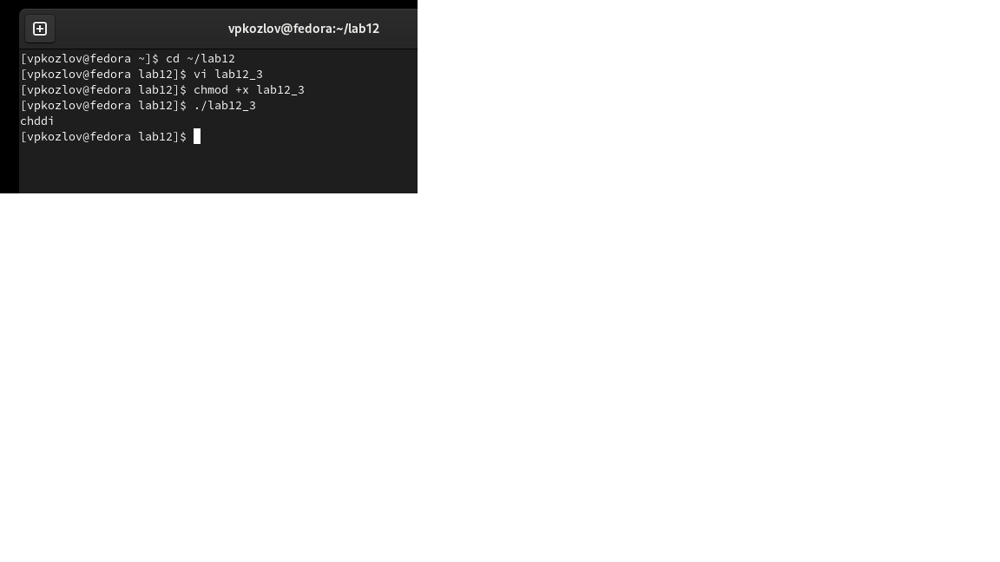 vpkozlov@fedora:~/lab12
[vpkozlov@fedora ~]$ cd ~/lab12
[vpkozlov@fedora lab12]$ vi lab12_3
[vpkozlov@fedora lab12]$ chmod +x lab12_3
[vpkozlov@fedora lab12]$ ./lab12_3
chddi
[vpkozlov@fedora lab12]$